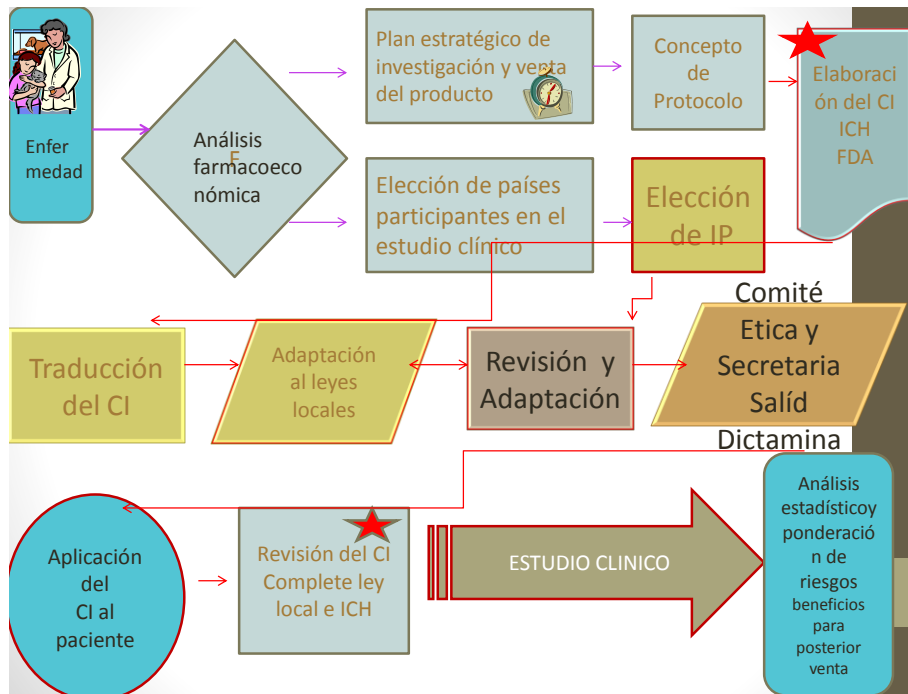 Enfer
medad
F
Análisis
farmacoeco
nómica
Plan estratégico de
investigación y venta
del producto
Concepto
de
Protocolo
Elaboraci
ón del CI
ICH
FDA
Elección de países
participantes en el
estudio clínico
Elección
de IP
Traducción
del CI
Adaptación
al leyes
locales
Revisión y
Adaptación
Comité
Etica y
Secretaria
Salíd
Dictamina
Aplicación
del
CI al
paciente
Revisión del CI
Complete ley
local e ICH
ESTUDIO CLINICO
Análisis
estadísticoy
ponderació
n de
riesgos
beneficios
para
posterior
venta